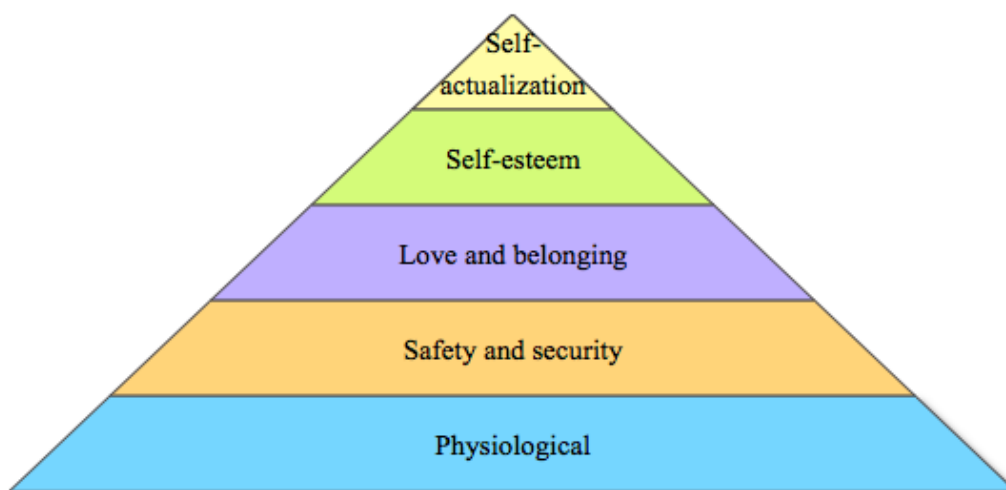 Self-
actualization
Self-esteem
Love and belonging
Safety and security
Physiological